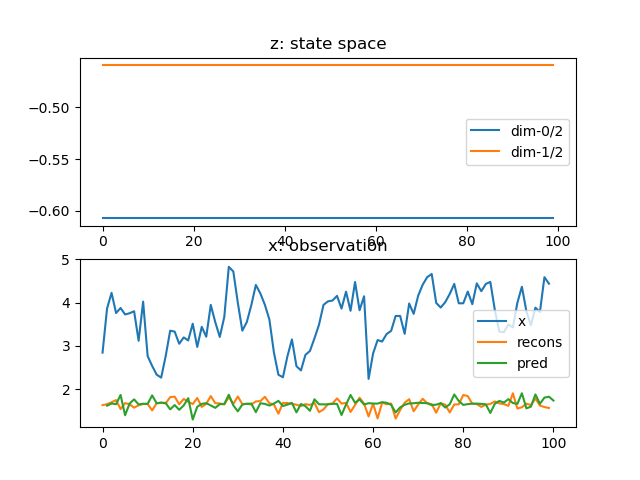 z: state space
−0.50
−0.55
−0.60
dim-0/2
dim-1/2
0 20 40 60 80 100
x: observation
5
4
3
2
x
recons
pred
0 20 40 60 80 100